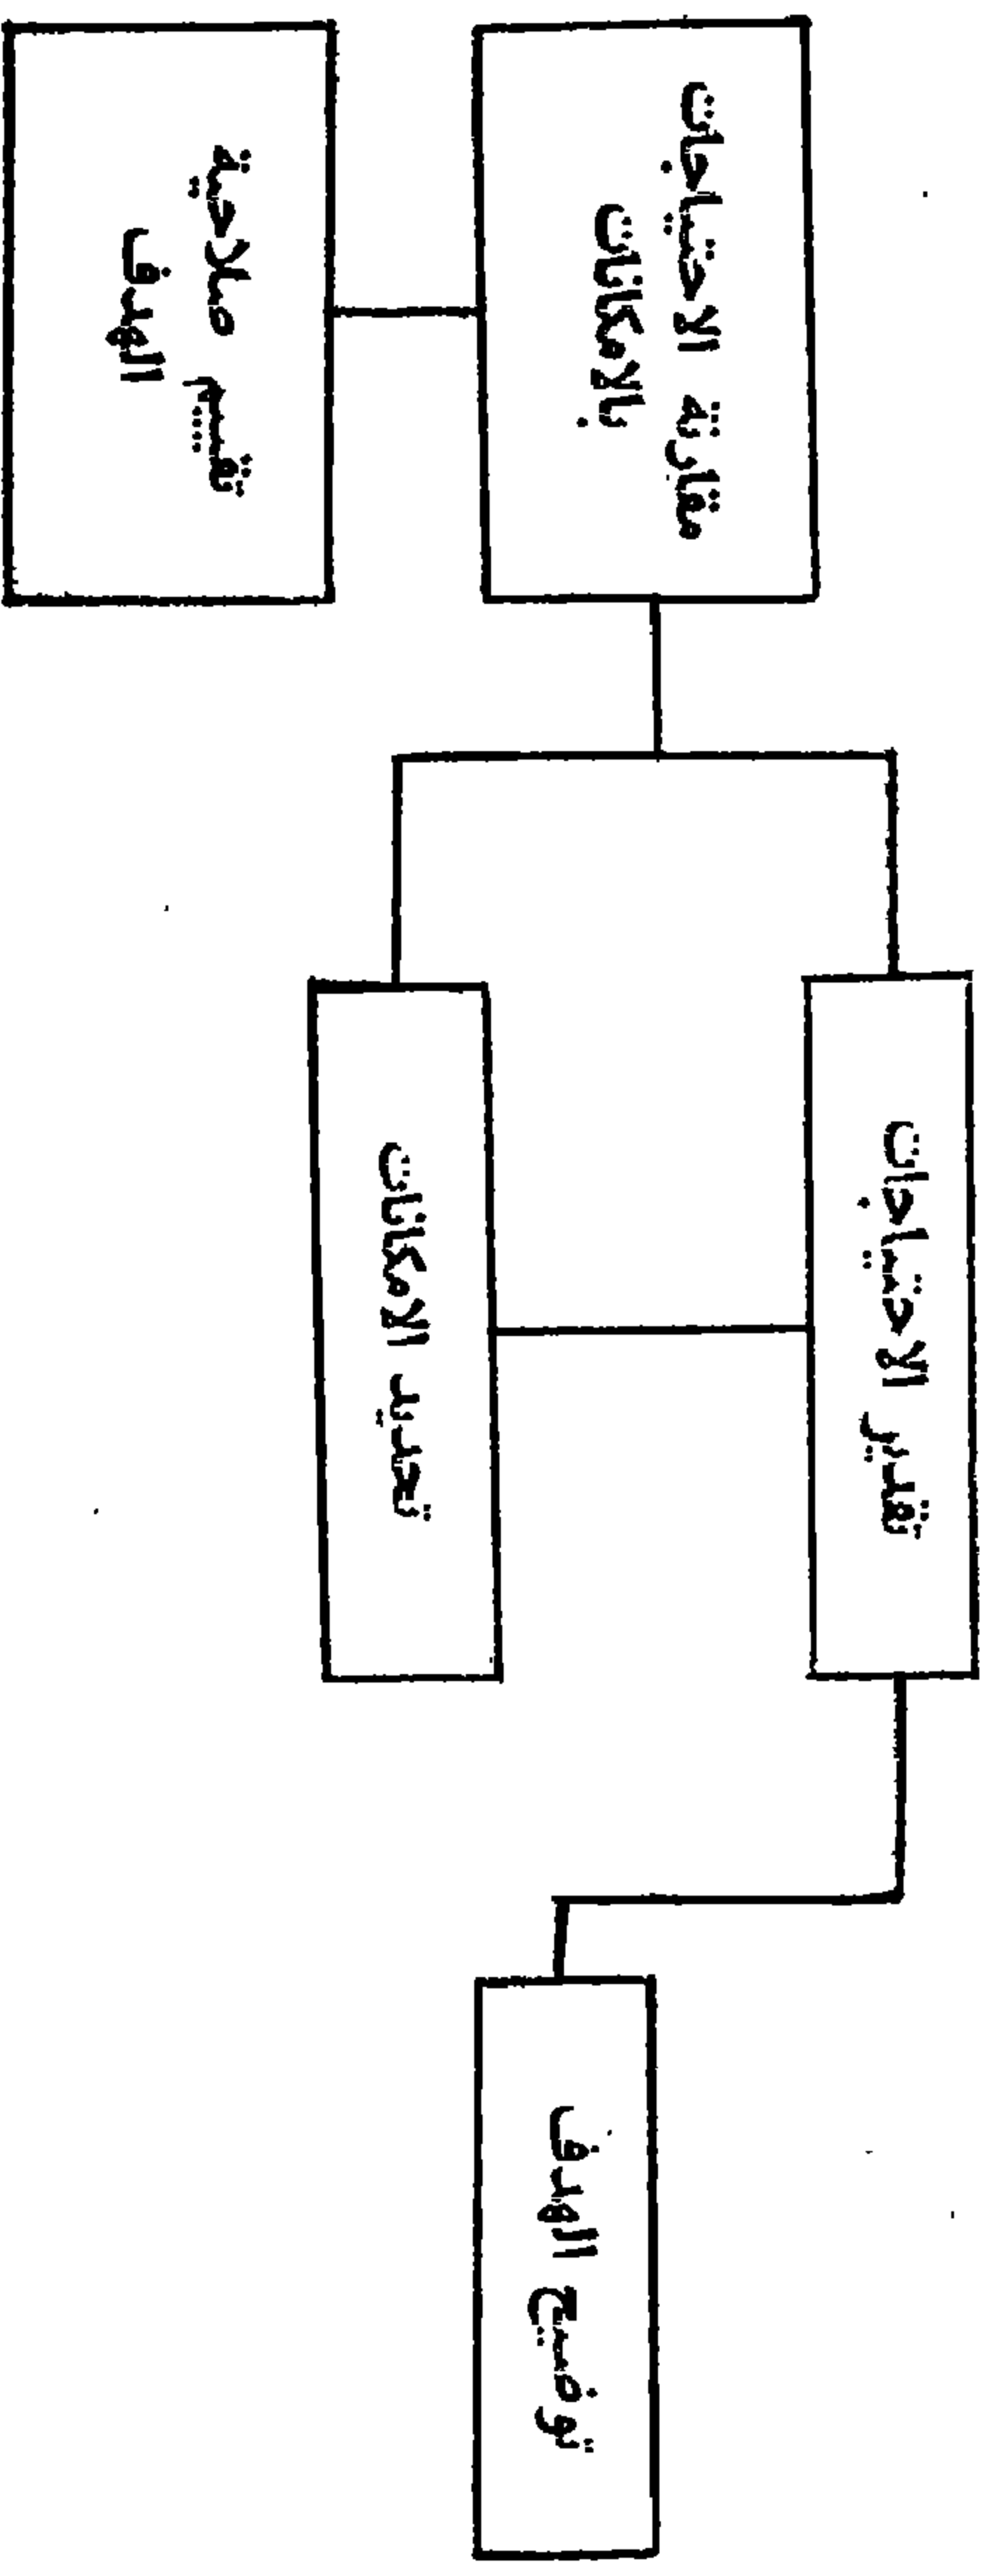 توضيح الهدف
تقدير الاحتياجات
تحديد الامكانات
مقارنة الاحتياجات
بالامكانات
تقييم صلاحية
الهدف